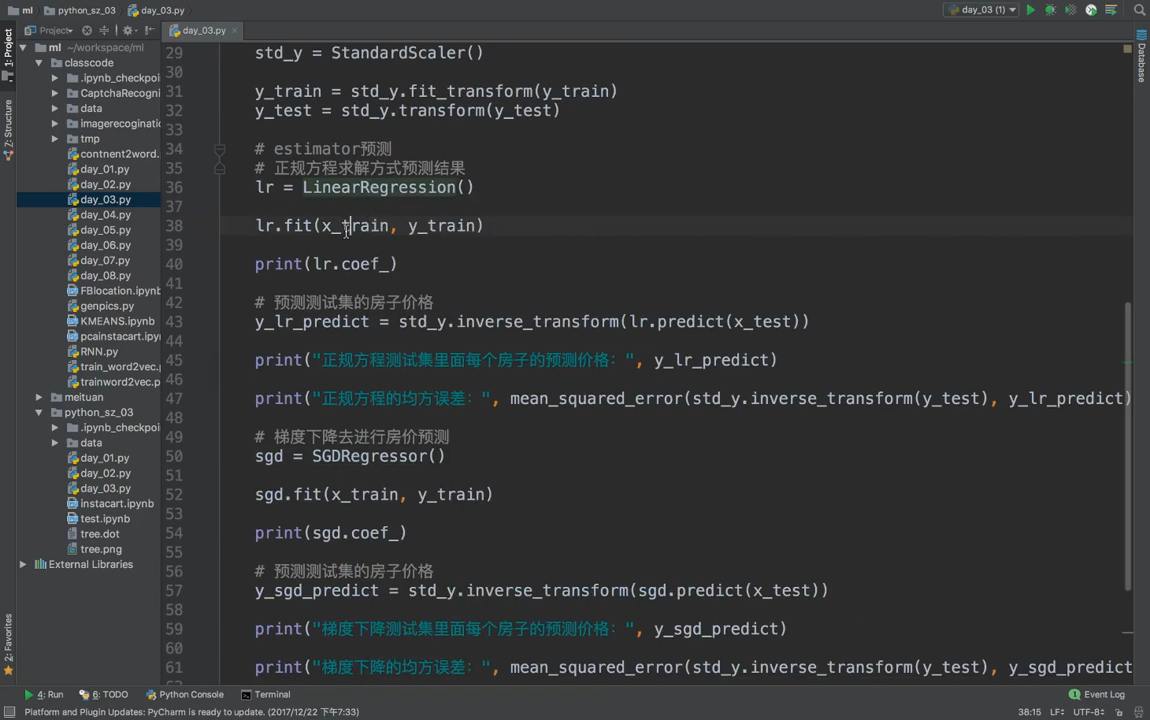 ml
python_sz_03
day_03.py
day_03 (1)
Project
day_03.py
ml ~/workspace/ml
classcode
.ipynb_checkpoi
CaptchaRecogni
data
imagerecoginatio
tmp
contnent2word.
day_01.py
day_02.py
day_03.py
day_04.py
day_05.py
day_06.py
day_07.py
day_08.py
FBlocation.ipynb
genpics.py
KMEANS.ipynb
pcainstacart.ipyn
RNN.py
train_word2vec.p
trainword2vec.p
meituan
python_sz_03
.ipynb_checkpoi
data
day_01.py
day_02.py
day_03.py
instacart.ipynb
test.ipynb
tree.dot
tree.png
External Libraries
1: Project
7: Structure
2: Favorites
29 std_y = StandardScaler()
30
31 y_train = std_y.fit_transform(y_train)
32 y_test = std_y.transform(y_test)
33
34 # estimator预测
35 # 正规方程求解方式预测结果
36 lr = LinearRegression()
37
38 lr.fit(x_train, y_train)
39
40 print(lr.coef_)
41
42 # 预测测试集的房子价格
43 y_lr_predict = std_y.inverse_transform(lr.predict(x_test))
44
45 print("正规方程测试集里面每个房子的预测价格：", y_lr_predict)
46
47 print("正规方程的均方误差：", mean_squared_error(std_y.inverse_transform(y_test), y_lr_predict)
48
49 # 梯度下降去进行房价预测
50 sgd = SGDRegressor()
51
52 sgd.fit(x_train, y_train)
53
54 print(sgd.coef_)
55
56 # 预测测试集的房子价格
57 y_sgd_predict = std_y.inverse_transform(sgd.predict(x_test))
58
59 print("梯度下降测试集里面每个房子的预测价格：", y_sgd_predict)
60
61 print("梯度下降的均方误差：", mean_squared_error(std_y.inverse_transform(y_test), y_sgd_predict
Database
4: Run
6: TODO
Python Console
Terminal
Event Log
Platform and Plugin Updates: PyCharm is ready to update. (2017/12/22 下午7:33)
38:15
LF÷
UTF-8÷